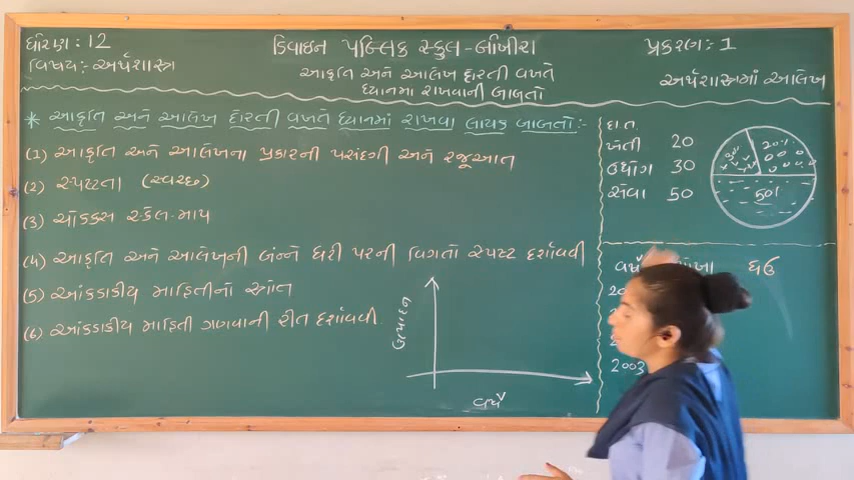 ધોરણ : 12
વિષય : અર્થશાસ્ત્ર
ડિવાઇન પબ્લિક સ્કુલ - લીંબીરા
આકૃતિ અને આલેખ દોરતી વખતે
ધ્યાનમાં રાખવાની બાબતો
પ્રકરણ : 1
અર્થશાસ્ત્રમાં આલેખ
* આકૃતિ અને આલેખ દોરતી વખતે ધ્યાનમાં રાખવા લાયક બાબતો :-
(1) આકૃતિ અને આલેખના પ્રકારની પસંદગી અને રજૂઆત
(2) સ્પષ્ટતા (સ્વચ્છ)
(3) ચોક્કસ સ્કેલ-માપ
(4) આકૃતિ અને આલેખની બંન્ને ધરી પરની વિગતો સ્પષ્ટ દર્શાવવી
(5) આંકડાકીય માહિતીનો સ્ત્રોત
(6) આંકડાકીય માહિતી ગણવાની રીત દર્શાવવી
ઉત્પાદન
વર્ષ
દા.ત.
ખેતી 20
ઉધોગ 30
સેવા 50
20%
30%
50%
વર્ષ ઘઉં
2003